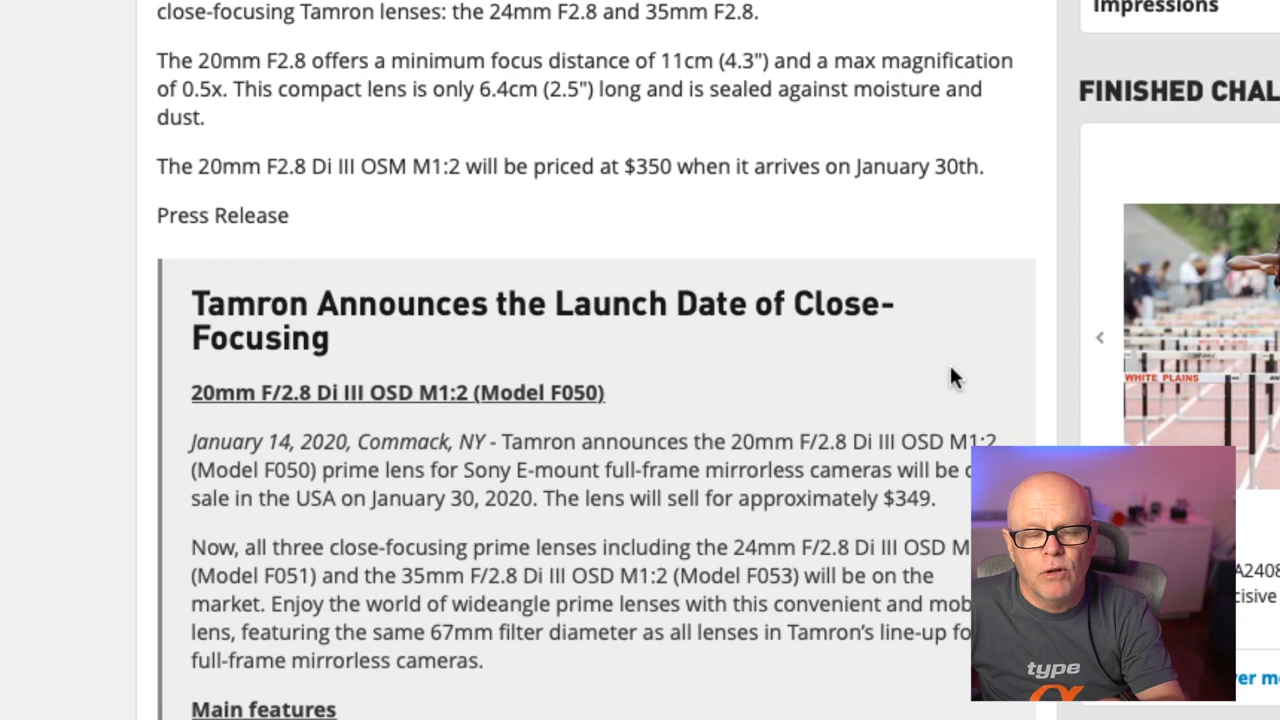 close-focusing Tamron lenses: the 24mm F2.8 and 35mm F2.8.
The 20mm F2.8 offers a minimum focus distance of 11cm (4.3") and a max magnification
of 0.5x. This compact lens is only 6.4cm (2.5") long and is sealed against moisture and
dust.
The 20mm F2.8 Di III OSM M1:2 will be priced at $350 when it arrives on January 30th.
Press Release
Tamron Announces the Launch Date of Close-
Focusing
20mm F/2.8 Di III OSD M1:2 (Model F050)
January 14, 2020, Commack, NY - Tamron announces the 20mm F/2.8 Di III OSD M1:2
(Model F050) prime lens for Sony E-mount full-frame mirrorless cameras will be
sale in the USA on January 30, 2020. The lens will sell for approximately $349.
Now, all three close-focusing prime lenses including the 24mm F/2.8 Di III OSD M
(Model F051) and the 35mm F/2.8 Di III OSD M1:2 (Model F053) will be on the
market. Enjoy the world of wideangle prime lenses with this convenient and mob
lens, featuring the same 67mm filter diameter as all lenses in Tamron's line-up fo
full-frame mirrorless cameras.
Main features
Impressions
FINISHED CHAL
WHITE PLAINS
A2408
cisive
er m
type
α